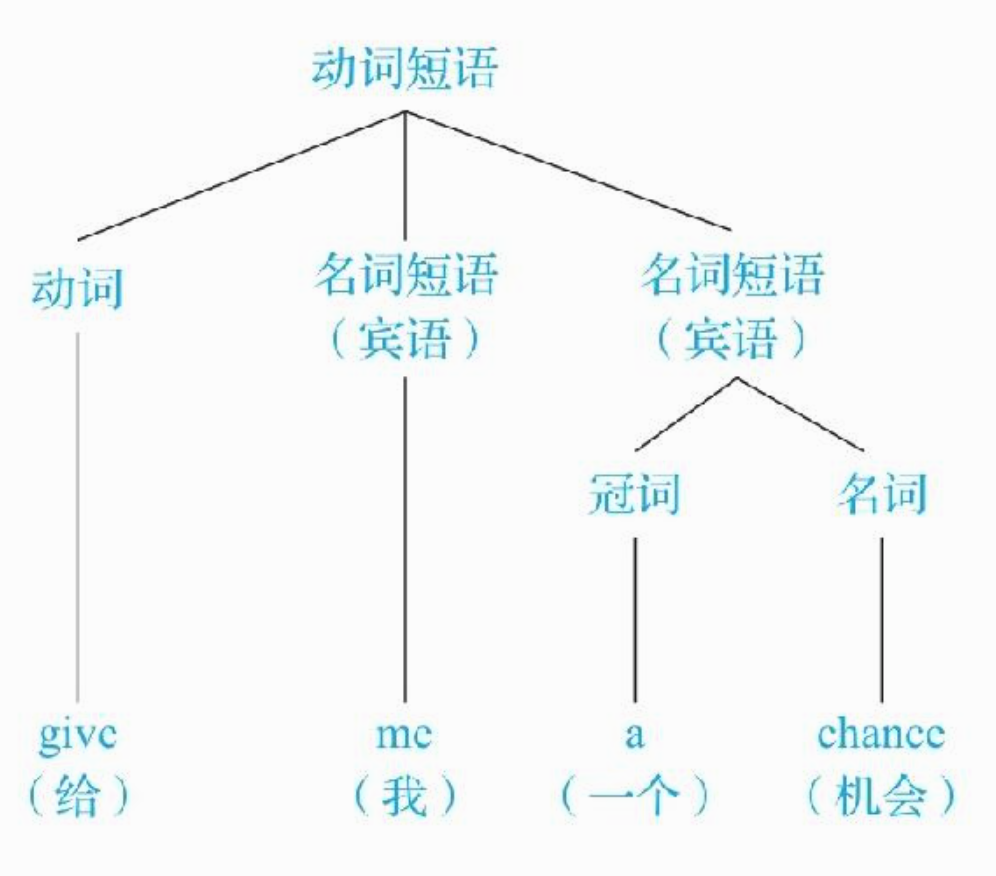 动词短语
动词
名词短语
（宾语）
名词短语
（宾语）
冠词
名词
give
（给）
me
（我）
a
（一个）
chance
（机会）